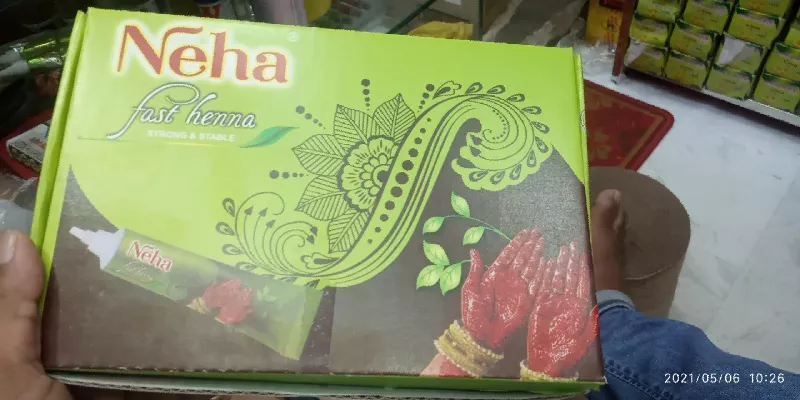 Neha
fast henna
STRONG & STABLE
Neha
2021/05/06 10:26